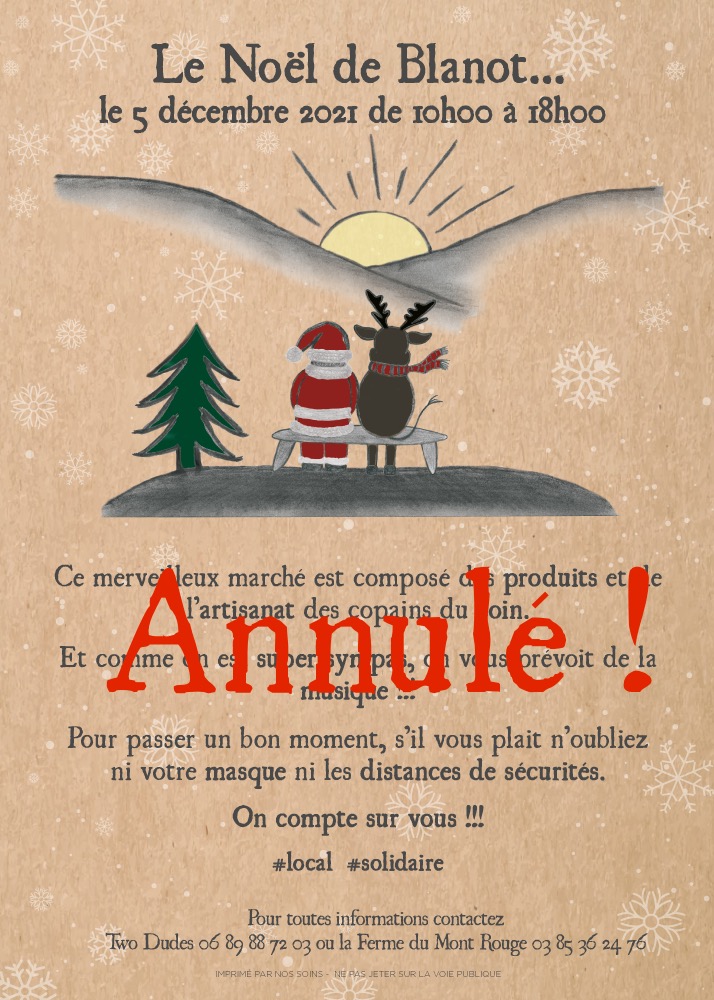 Le Noël de Blanot...
le 5 décembre 2021 de 10h00 à 18h00
Ce merveilleux marché est composé des produits et de
l'artisanat des copains du coin.
Annulé !
Et comme on est super sympas, on vous prévoit de la
musique !!!
Pour passer un bon moment, s'il vous plait n'oubliez
ni votre masque ni les distances de sécurités.
On compte sur vous !!!
#local #solidaire
Pour toutes informations contactez
Two Dudes 06 89 88 72 03 ou la Ferme du Mont Rouge 03 85 36 24 76
IMPRIMÉ PAR NOS SOINS - NE PAS JETER SUR LA VOIE PUBLIQUE